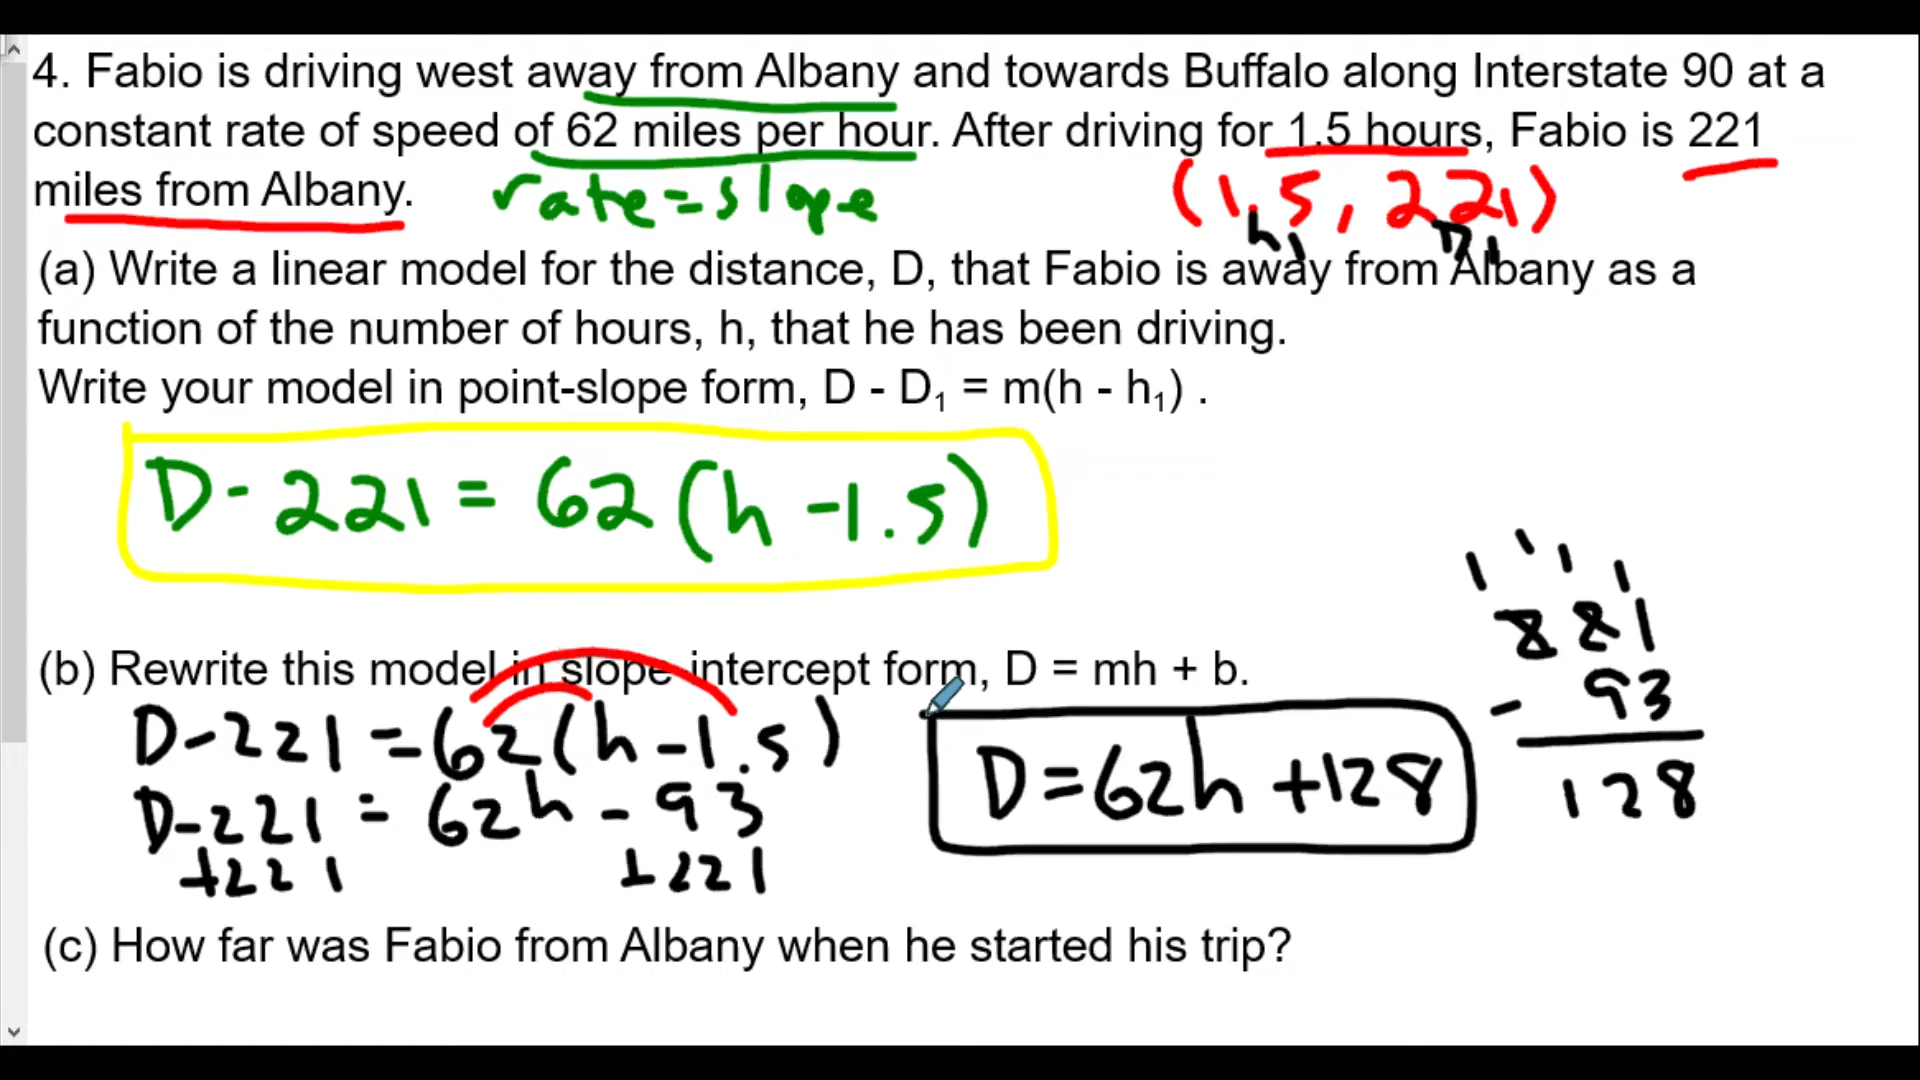 4. Fabio is driving west away from Albany and towards Buffalo along Interstate 90 at a
constant rate of speed of 62 miles per hour. After driving for 1.5 hours, Fabio is 221
miles from Albany.
rate = slope
(1.5, 221)
h1 D1
(a) Write a linear model for the distance, D, that Fabio is away from Albany as a
function of the number of hours, h, that he has been driving.
Write your model in point-slope form, D - D₁ = m(h - h₁) .
D - 221 = 62 (h - 1.5)
(b) Rewrite this model in slope intercept form, D = mh + b.
D - 221 = 62(h - 1.5)
D - 221 = 62h - 93
+221 +221
D = 62h + 128
221
- 93
128
(c) How far was Fabio from Albany when he started his trip?